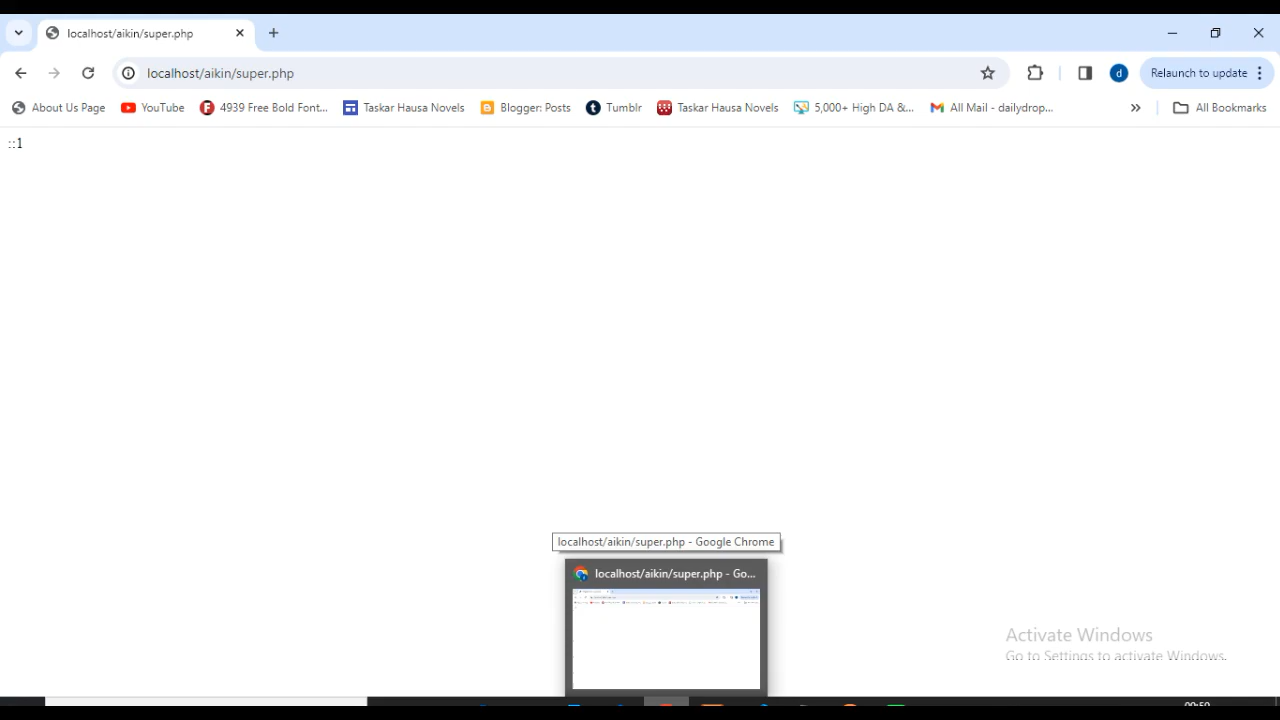 localhost/aikin/super.php
localhost/aikin/super.php
d
Relaunch to update
About Us Page
YouTube
4939 Free Bold Font...
Taskar Hausa Novels
Blogger: Posts
Tumblr
Taskar Hausa Novels
5,000+ High DA &...
All Mail - dailydrop...
All Bookmarks
::1
localhost/aikin/super.php - Google Chrome
localhost/aikin/super.php - Go...
Activate Windows
Go to Settings to activate Windows.